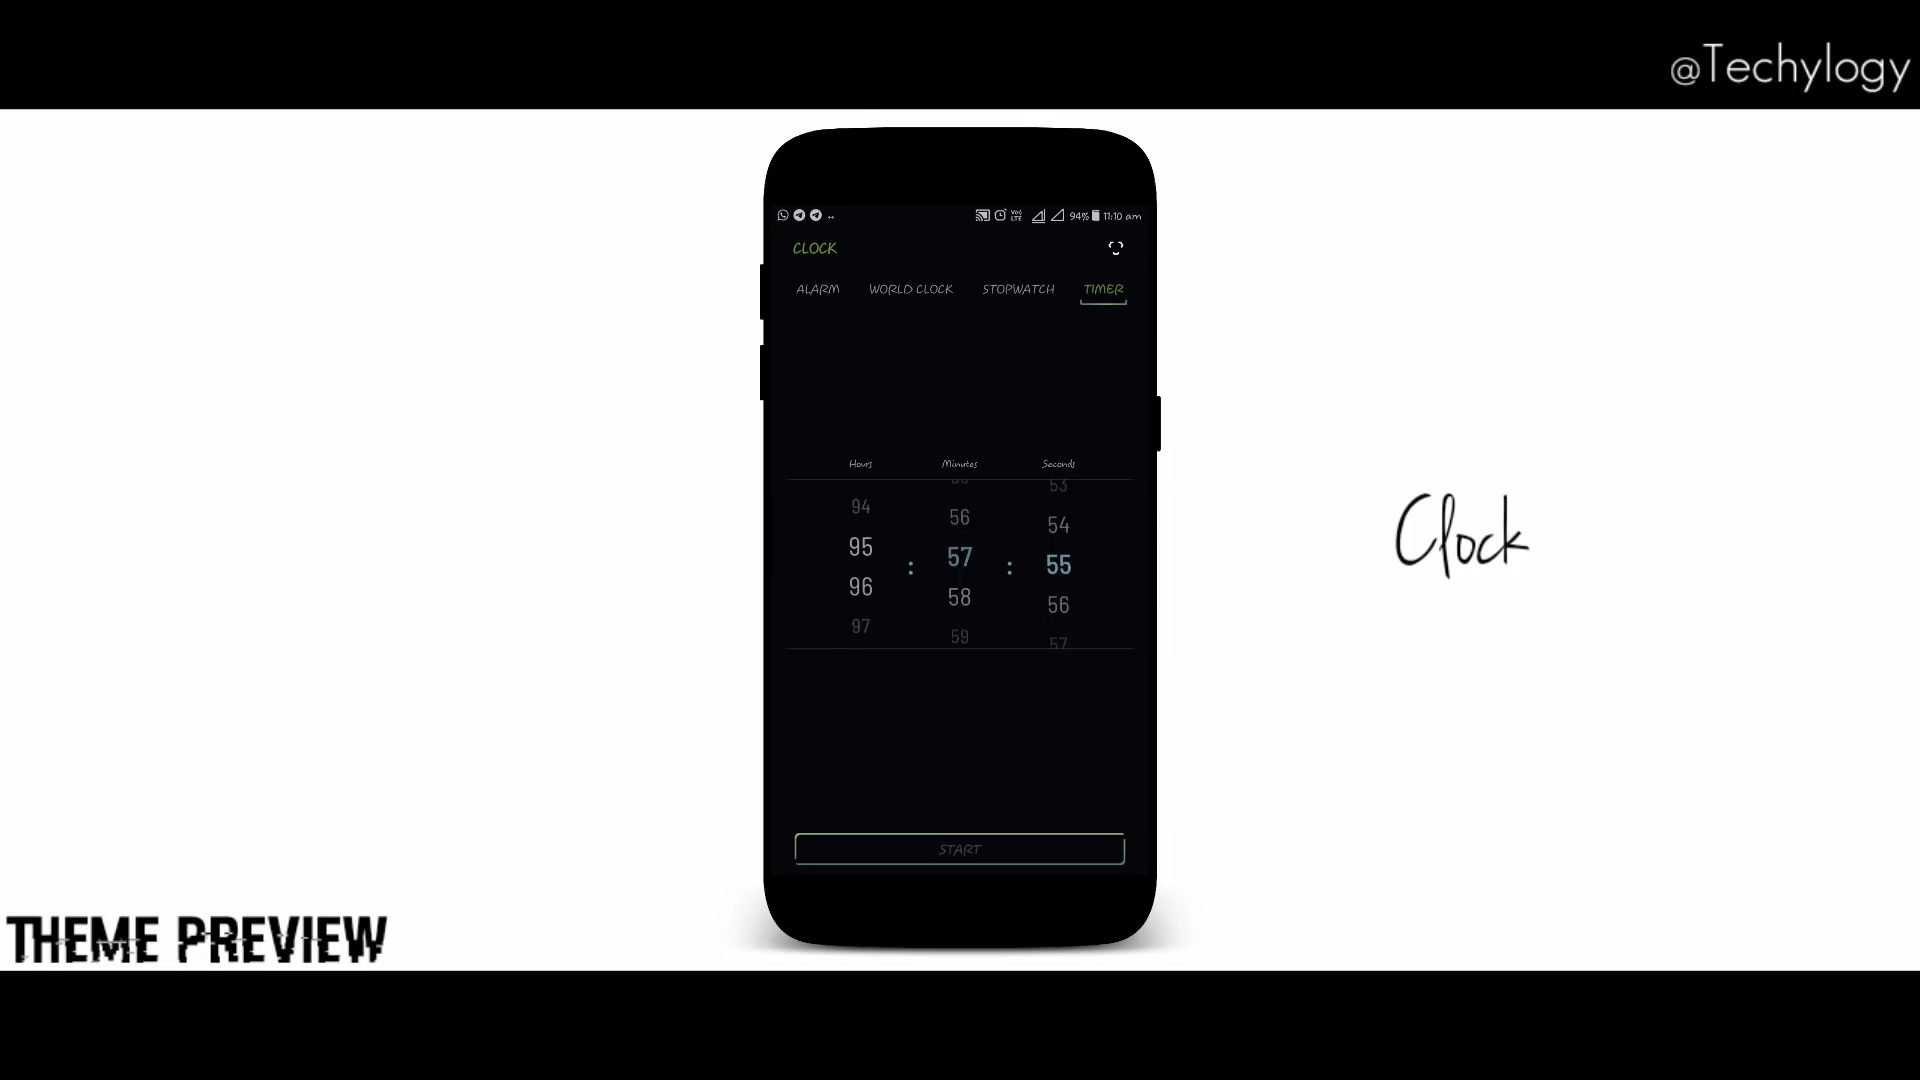 @Techylogy
94% 11:10 am
CLOCK
ALARM WORLD CLOCK STOPWATCH TIMER
Hours Minutes Seconds
53
94 56 54
95 : 57 : 55
96 58 56
97 59 57
START
Clock
THEME PREVIEW